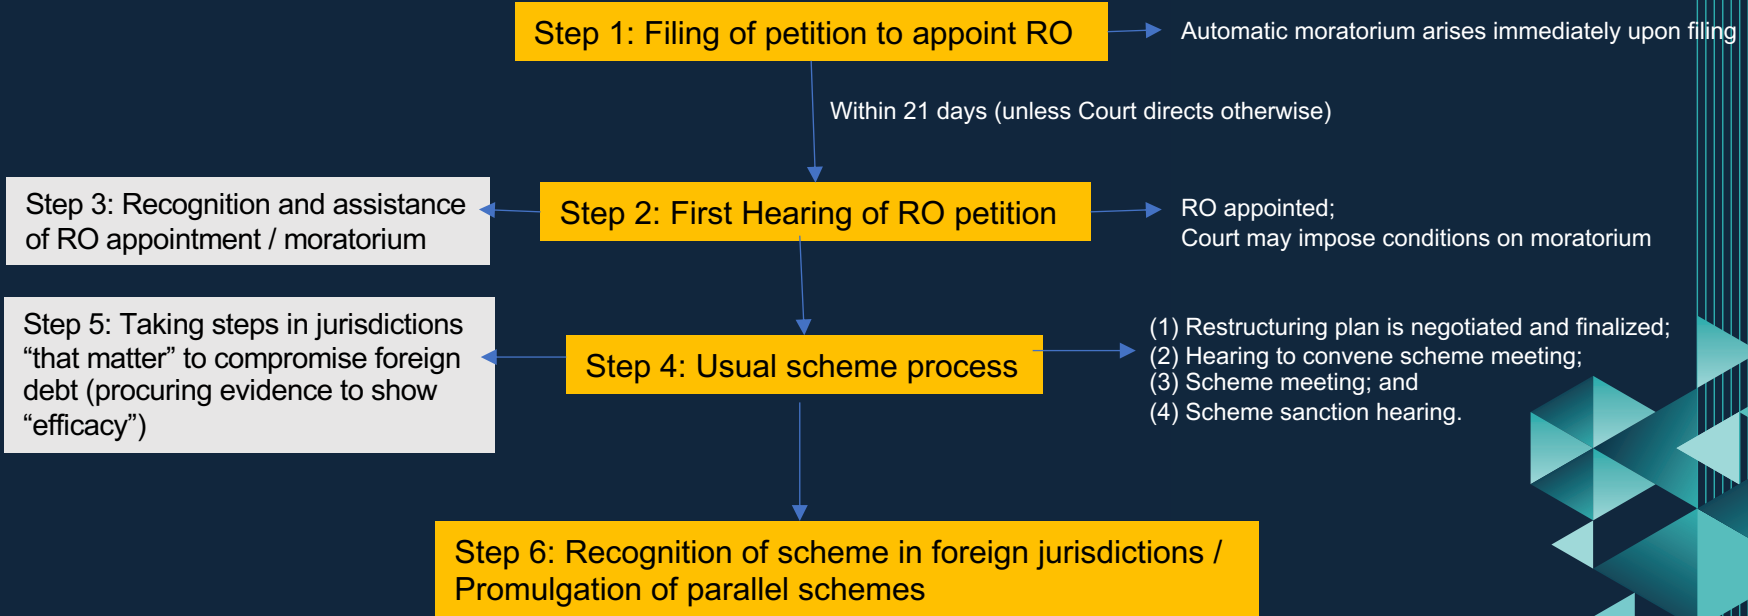 Step 1: Filing of petition to appoint RO
Automatic moratorium arises immediately upon filing
Within 21 days (unless Court directs otherwise)
Step 3: Recognition and assistance
of RO appointment / moratorium
Step 2: First Hearing of RO petition
RO appointed;
Court may impose conditions on moratorium
Step 5: Taking steps in jurisdictions
“that matter” to compromise foreign
debt (procuring evidence to show
“efficacy”)
Step 4: Usual scheme process
(1) Restructuring plan is negotiated and finalized;
(2) Hearing to convene scheme meeting;
(3) Scheme meeting; and
(4) Scheme sanction hearing.
Step 6: Recognition of scheme in foreign jurisdictions /
Promulgation of parallel schemes